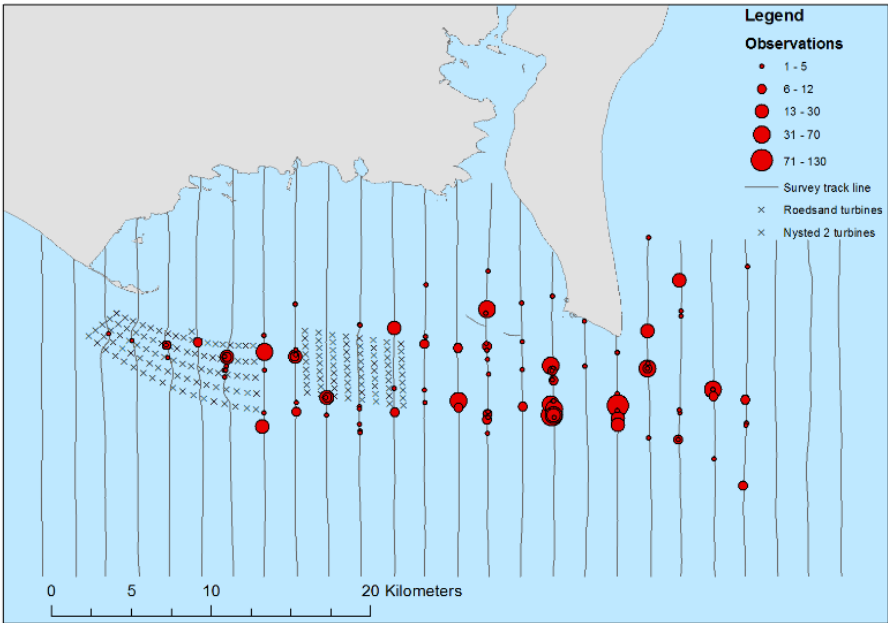 Legend
Observations
1 - 5
6 - 12
13 - 30
31 - 70
71 - 130
Survey track line
Roedsand turbines
Nysted 2 turbines
0 5 10 20 Kilometers